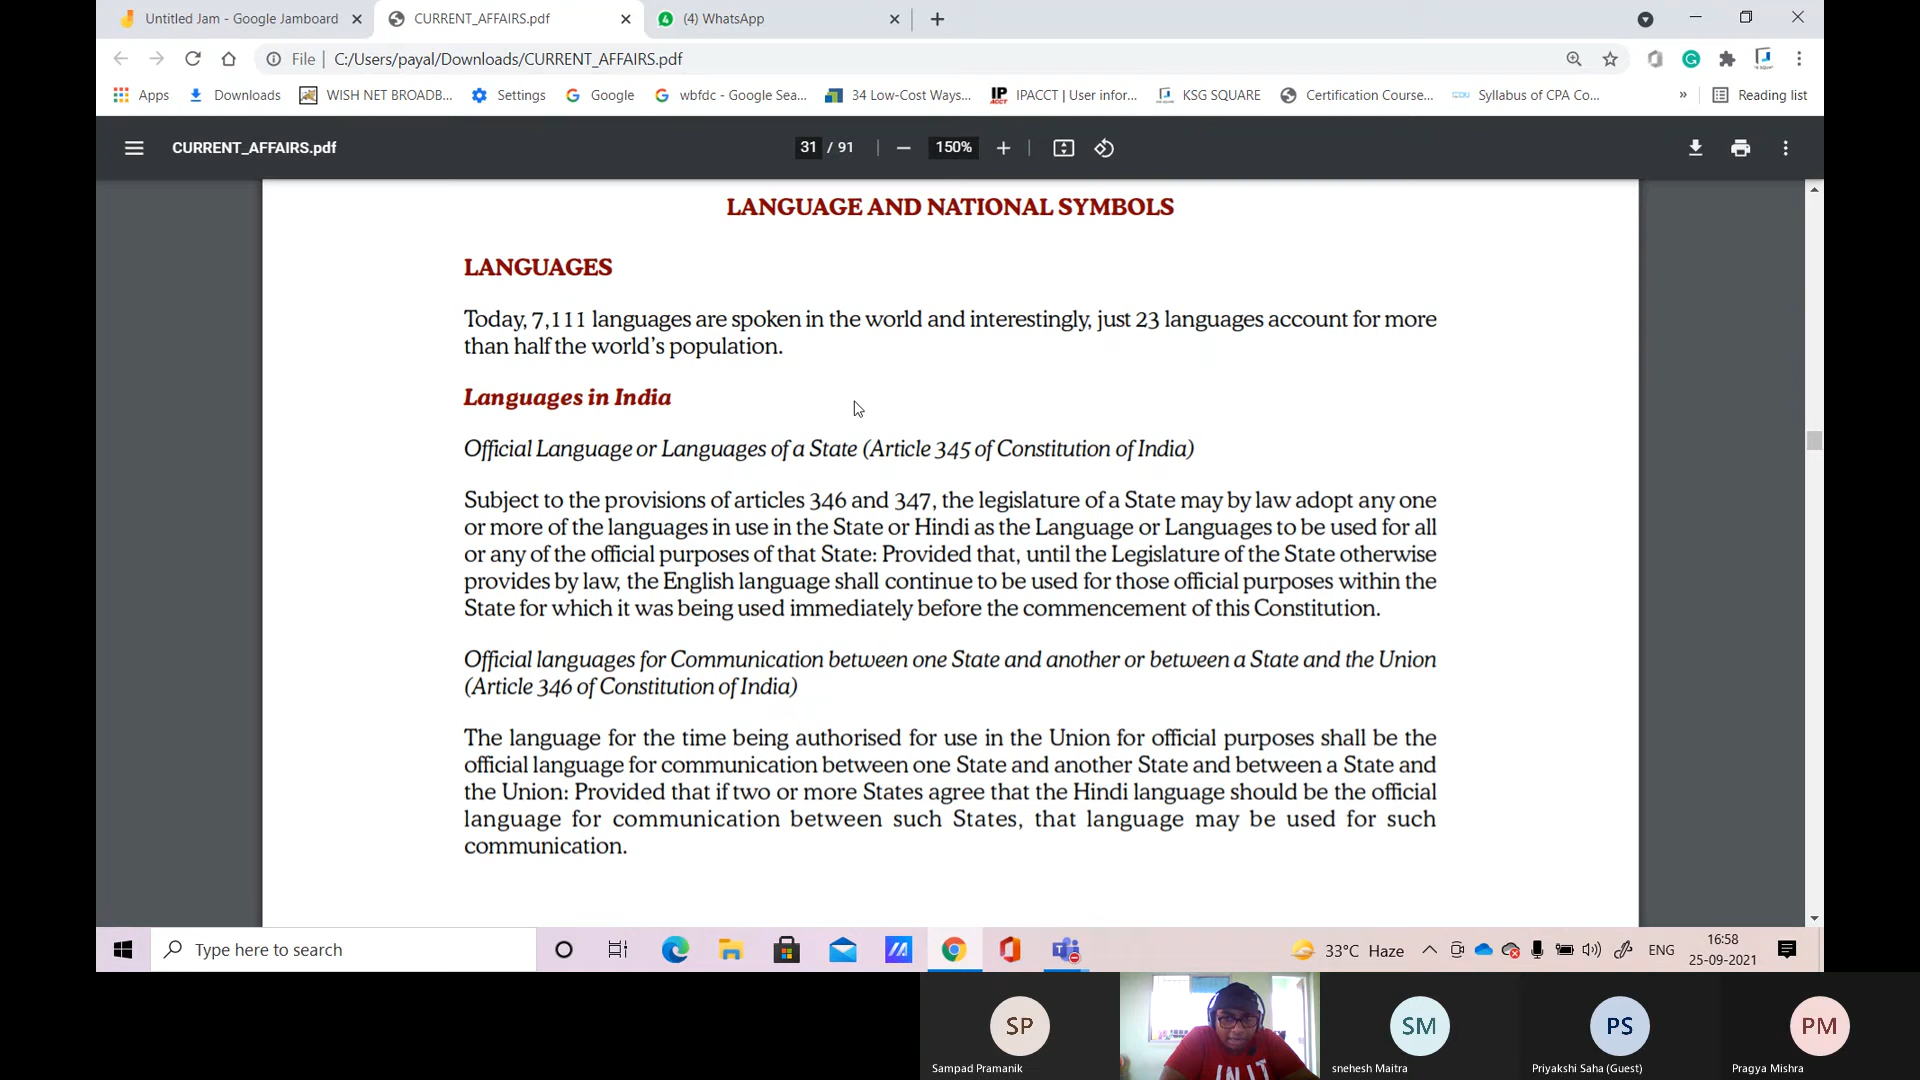 Untitled Jam - Google Jamboard
CURRENT_AFFAIRS.pdf
(4) WhatsApp
File | C:/Users/payal/Downloads/CURRENT_AFFAIRS.pdf
Apps
Downloads
WISH NET BROADB...
Settings
Google
wbfdc - Google Sea...
34 Low-Cost Ways...
IPACCT | User infor...
KSG SQUARE
Certification Course...
Syllabus of CPA Co...
»
Reading list
CURRENT_AFFAIRS.pdf
31 / 91
150%
LANGUAGE AND NATIONAL SYMBOLS
LANGUAGES
Today, 7,111 languages are spoken in the world and interestingly, just 23 languages account for more
than half the world's population.
Languages in India
Official Language or Languages of a State (Article 345 of Constitution of India)
Subject to the provisions of articles 346 and 347, the legislature of a State may by law adopt any one
or more of the languages in use in the State or Hindi as the Language or Languages to be used for all
or any of the official purposes of that State: Provided that, until the Legislature of the State otherwise
provides by law, the English language shall continue to be used for those official purposes within the
State for which it was being used immediately before the commencement of this Constitution.
Official languages for Communication between one State and another or between a State and the Union
(Article 346 of Constitution of India)
The language for the time being authorised for use in the Union for official purposes shall be the
official language for communication between one State and another State and between a State and
the Union: Provided that if two or more States agree that the Hindi language should be the official
language for communication between such States, that language may be used for such
communication.
Type here to search
33°C Haze
ENG
16:58
25-09-2021
SP
SM
PS
PM
Sampad Pramanik
snehesh Maitra
Priyakshi Saha (Guest)
Pragya Mishra